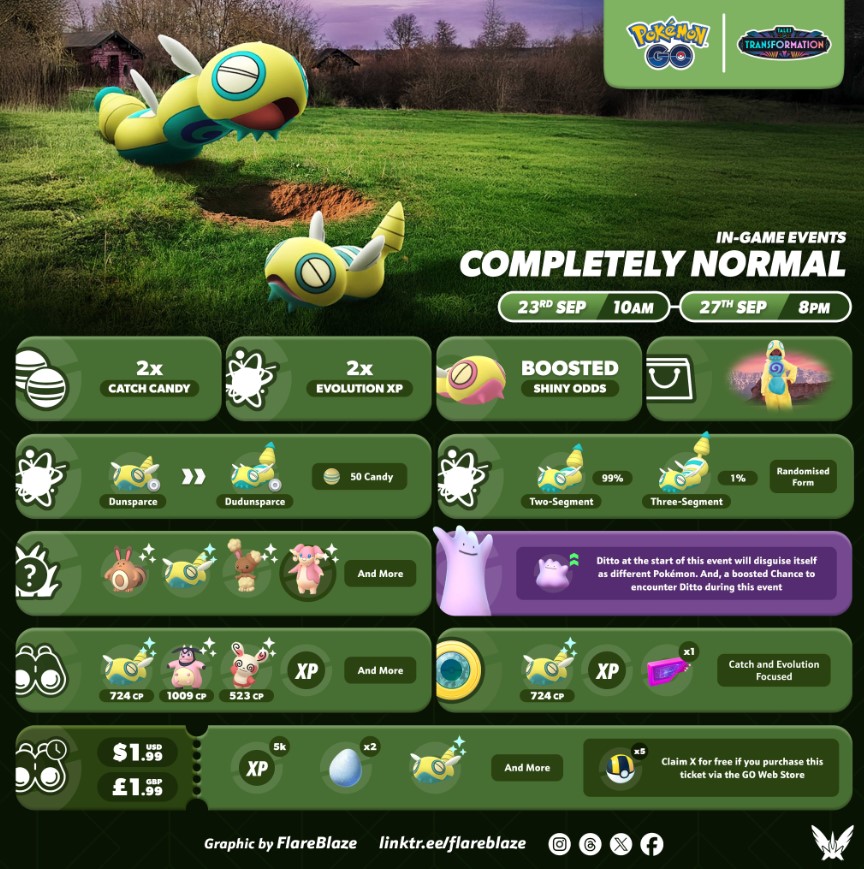 Pokémon
GO
TALES
TRANSFORMATION
IN-GAME EVENTS
COMPLETELY NORMAL
23RD SEP 10AM 27TH SEP 8PM
2x
CATCH CANDY
2x
EVOLUTION XP
BOOSTED
SHINY ODDS
Dunsparce
Dudunsparce
50 Candy
99%
Two-Segment
1%
Three-Segment
Randomised
Form
?
And More
Ditto at the start of this event will disguise itself
as different Pokémon. And, a boosted Chance to
encounter Ditto during this event
724 CP
1009 CP
523 CP
XP
And More
724 CP
XP
x1
Catch and Evolution
Focused
$1.99 USD
£1.99 GBP
XP
5k
x2
And More
x5
Claim X for free if you purchase this
ticket via the GO Web Store
Graphic by FlareBlaze linktr.ee/flareblaze